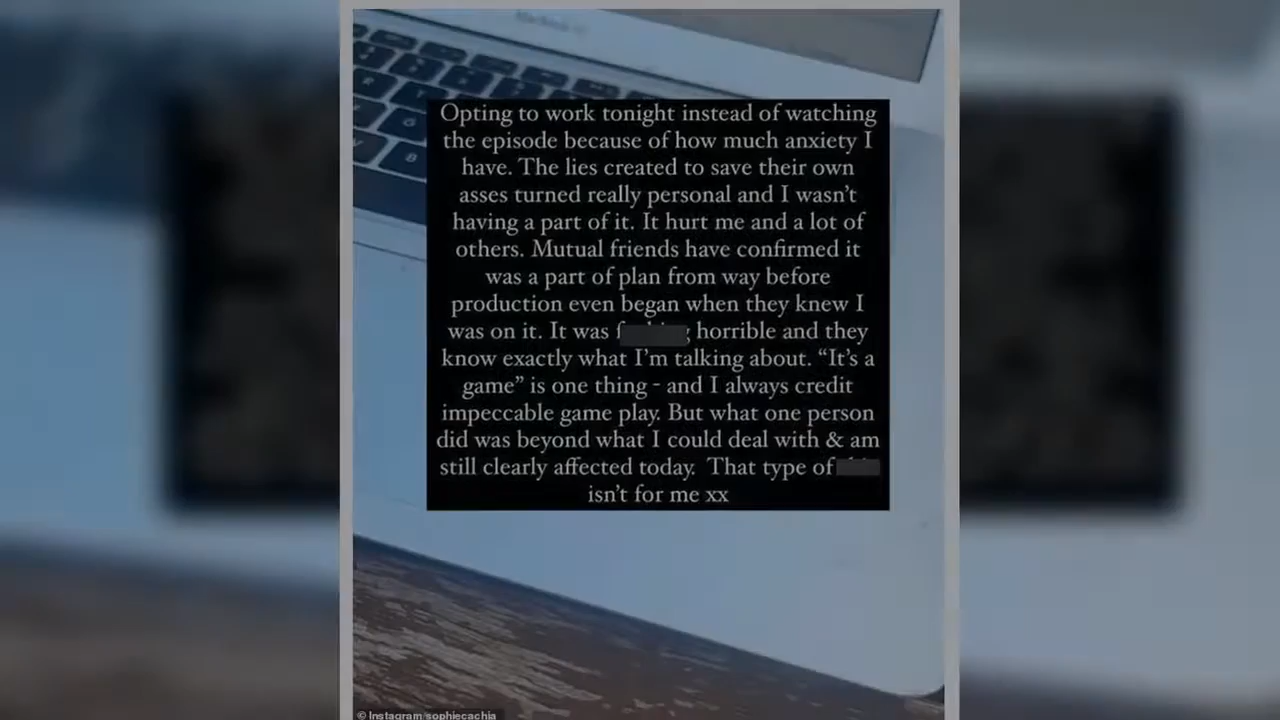 Opting to work tonight instead of watching
the episode because of how much anxiety I
have. The lies created to save their own
asses turned really personal and I wasn't
having a part of it. It hurt me and a lot of
others. Mutual friends have confirmed it
was a part of plan from way before
production even began when they knew I
was on it. It was horrible and they
know exactly what I'm talking about. “It's a
game” is one thing - and I always credit
impeccable game play. But what one person
did was beyond what I could deal with & am
still clearly affected today. That type of
isn't for me xx
© Instagram/sophiecachia